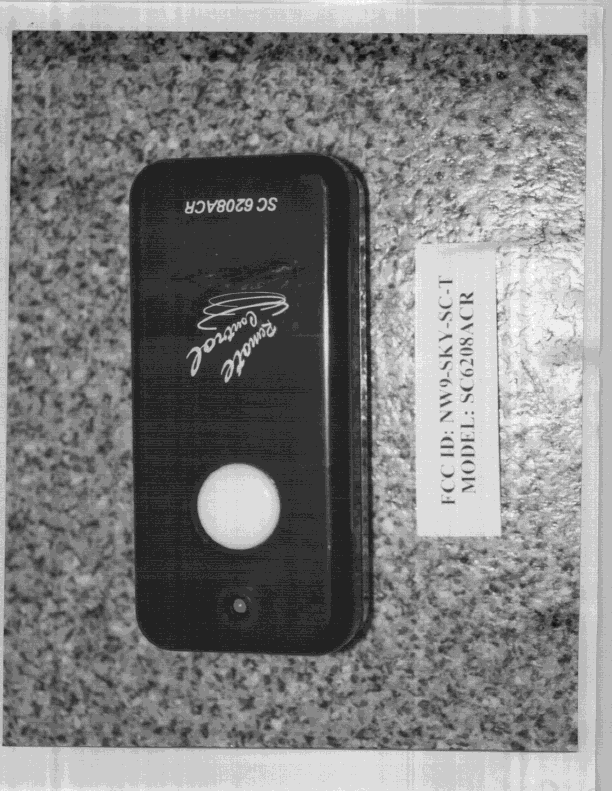 SC 6208ACR
Remote
Control
FCC ID: NW9-SKY-SC-T
MODEL: SC6208ACR